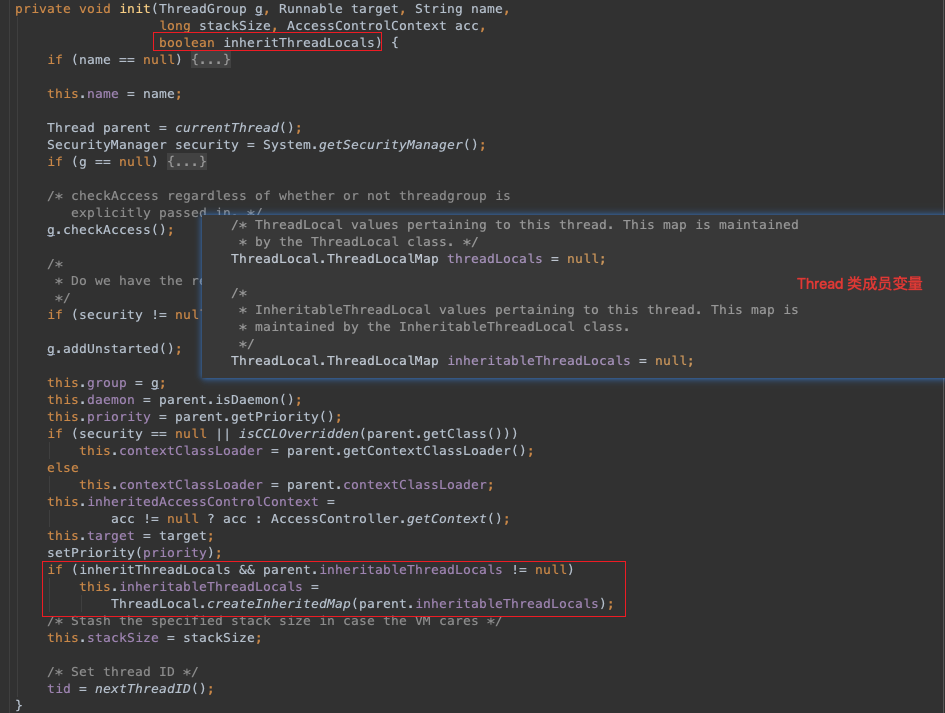 private void init(ThreadGroup g, Runnable target, String name,
                  long stackSize, AccessControlContext acc,
                  boolean inheritThreadLocals) {
    if (name == null) {...}

    this.name = name;

    Thread parent = currentThread();
    SecurityManager security = System.getSecurityManager();
    if (g == null) {...}

    /* checkAccess regardless of whether or not threadgroup is
       explicitly passed in. */
    g.checkAccess();

    /*
     * Do we have the
     */
    if (security !=

    g.addUnstarted();

/* ThreadLocal values pertaining to this thread. This map is maintained
 * by the ThreadLocal class. */
ThreadLocal.ThreadLocalMap threadLocals = null;

/*
 * InheritableThreadLocal values pertaining to this thread. This map is
 * maintained by the InheritableThreadLocal class.
 */
ThreadLocal.ThreadLocalMap inheritableThreadLocals = null;
Thread 类成员变量

    this.group = g;
    this.daemon = parent.isDaemon();
    this.priority = parent.getPriority();
    if (security == null || isCCLOverridden(parent.getClass()))
        this.contextClassLoader = parent.getContextClassLoader();
    else
        this.contextClassLoader = parent.contextClassLoader;
    this.inheritedAccessControlContext =
            acc != null ? acc : AccessController.getContext();
    this.target = target;
    setPriority(priority);
    if (inheritThreadLocals && parent.inheritableThreadLocals != null)
        this.inheritableThreadLocals =
            ThreadLocal.createInheritedMap(parent.inheritableThreadLocals);
    /* Stash the specified stack size in case the VM cares */
    this.stackSize = stackSize;

    /* Set thread ID */
    tid = nextThreadID();
}